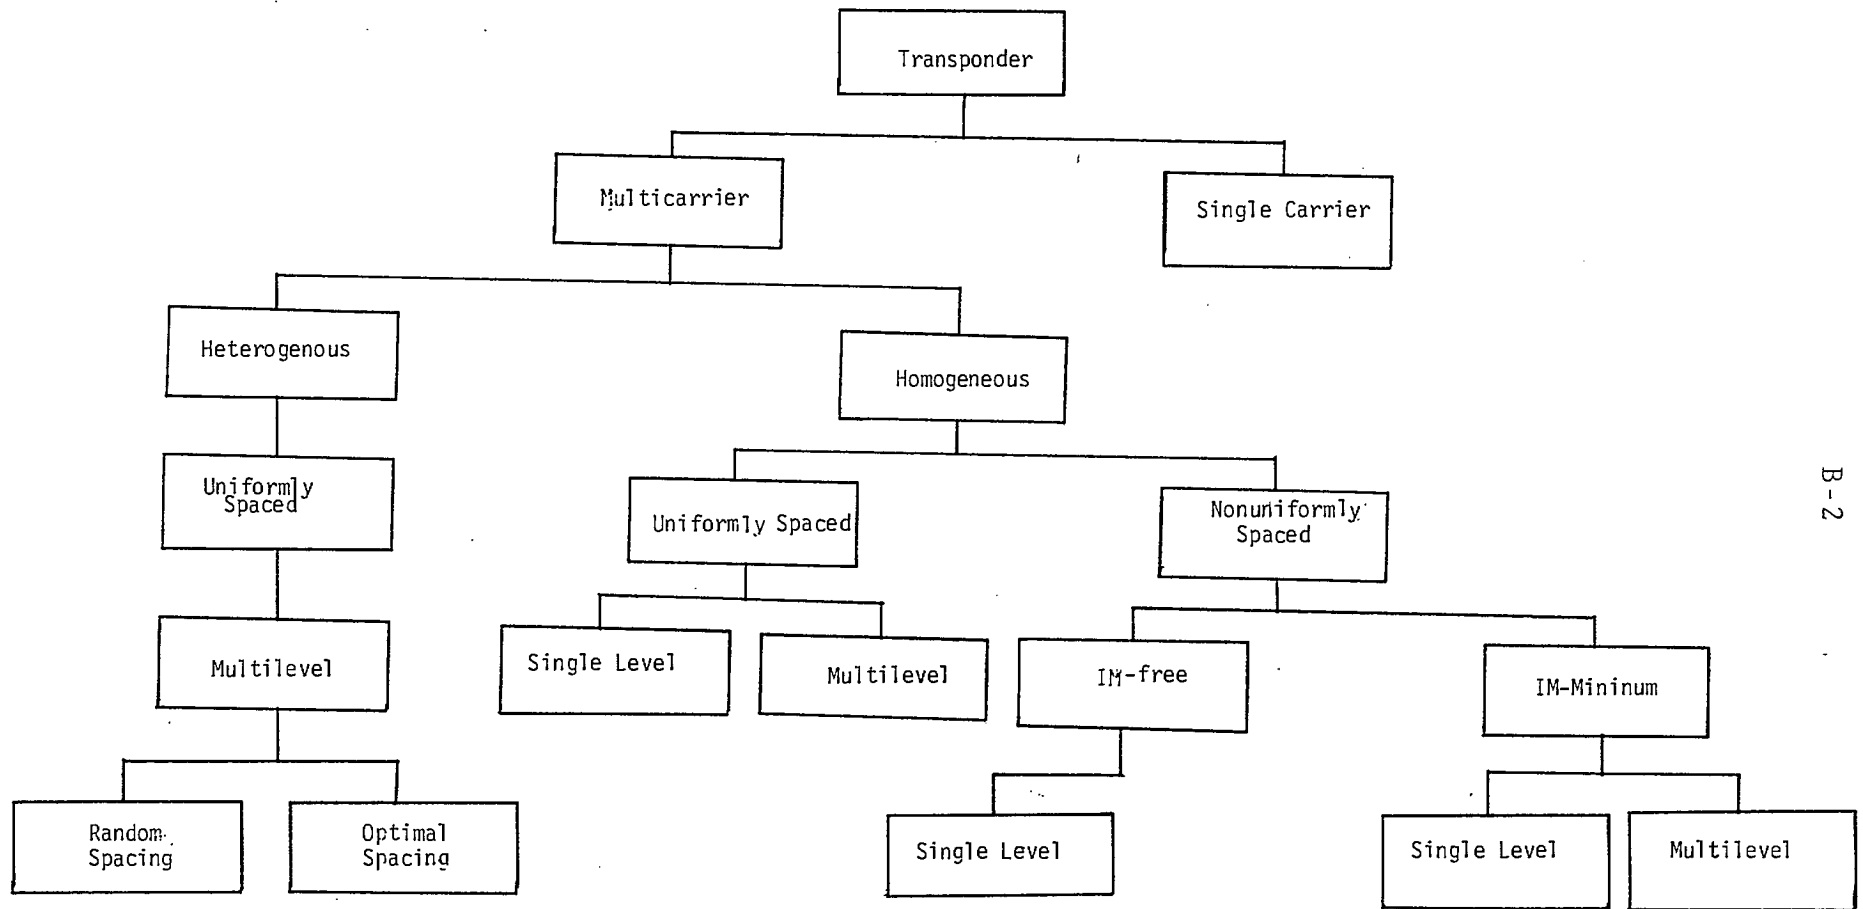 Transponder
Multicarrier
Single Carrier
Heterogenous
Homogeneous
Uniformly
Spaced
Uniformly Spaced
Nonuniformly
Spaced
Multilevel
Single Level
Multilevel
IM-free
IM-Mininum
Random
Spacing
Optimal
Spacing
Single Level
Single Level
Multilevel
B-2